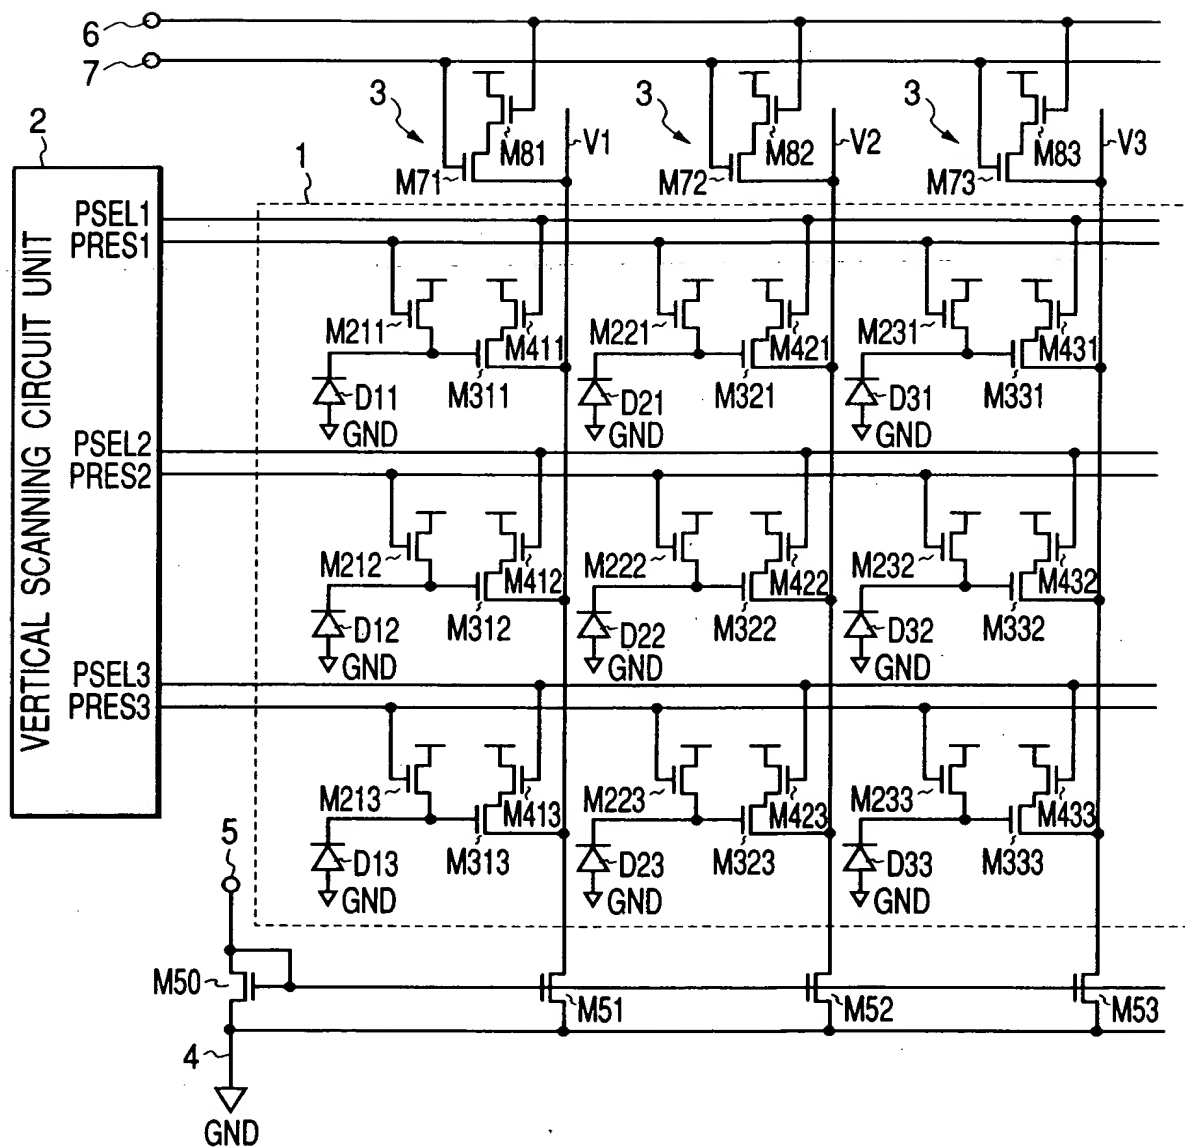 6
7
3
3
3
2
1
M81
V1
M82
V2
M83
V3
M71
M72
M73
VERTICAL SCANNING CIRCUIT UNIT
PSEL1
PRES1
M211
M411
M221
M421
M231
M431
D11
M311
D21
M321
D31
M331
GND
GND
GND
PSEL2
PRES2
M212
M412
M222
M422
M232
M432
D12
M312
D22
M322
D32
M332
GND
GND
GND
PSEL3
PRES3
M213
M413
M223
M423
M233
M433
D13
M313
D23
M323
D33
M333
5
GND
GND
GND
M50
M51
M52
M53
4
GND